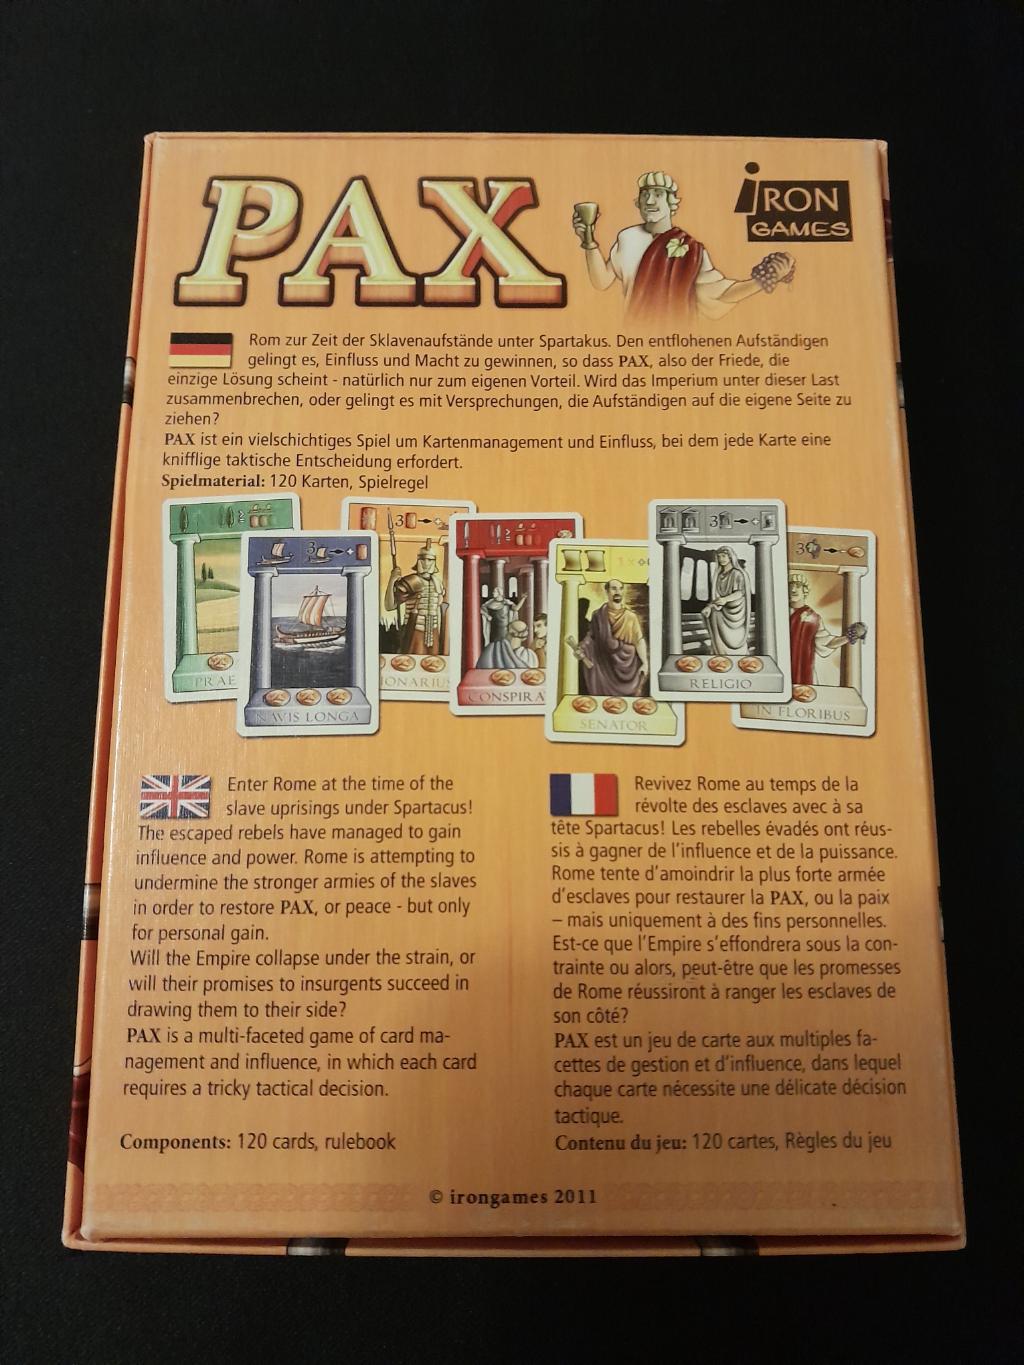 PAX
iRON
GAMES
Rom zur Zeit der Sklavenaufstände unter Spartakus. Den entflohenen Aufständigen
gelingt es, Einfluss und Macht zu gewinnen, so dass PAX, also der Friede, die
einzige Lösung scheint - natürlich nur zum eigenen Vorteil. Wird das Imperium unter dieser Last
zusammenbrechen, oder gelingt es mit Versprechungen, die Aufständigen auf die eigene Seite zu
ziehen?
PAX ist ein vielschichtiges Spiel um Kartenmanagement und Einfluss, bei dem jede Karte eine
knifflige taktische Entscheidung erfordert.
Spielmaterial: 120 Karten, Spielregel
3
3
3
3
PRAE
NAVIS LONGA
IONARIUS
CONSPIRA
SENATOR
RELIGIO
IN FLORIBUS
Enter Rome at the time of the
slave uprisings under Spartacus!
The escaped rebels have managed to gain
influence and power. Rome is attempting to
undermine the stronger armies of the slaves
in order to restore PAX, or peace - but only
for personal gain.
Will the Empire collapse under the strain, or
will their promises to insurgents succeed in
drawing them to their side?
PAX is a multi-faceted game of card ma-
nagement and influence, in which each card
requires a tricky tactical decision.
Components: 120 cards, rulebook
Revivez Rome au temps de la
révolte des esclaves avec à sa
tête Spartacus! Les rebelles évadés ont réus-
sis à gagner de l'influence et de la puissance.
Rome tente d'amoindrir la plus forte armée
d'esclaves pour restaurer la PAX, ou la paix
– mais uniquement à des fins personnelles.
Est-ce que l'Empire s'effondrera sous la con-
trainte ou alors, peut-être que les promesses
de Rome réussiront à ranger les esclaves de
son côté?
PAX est un jeu de carte aux multiples fa-
cettes de gestion et d'influence, dans lequel
chaque carte nécessite une délicate décision
tactique.
Contenu du jeu: 120 cartes, Règles du jeu
© irongames 2011